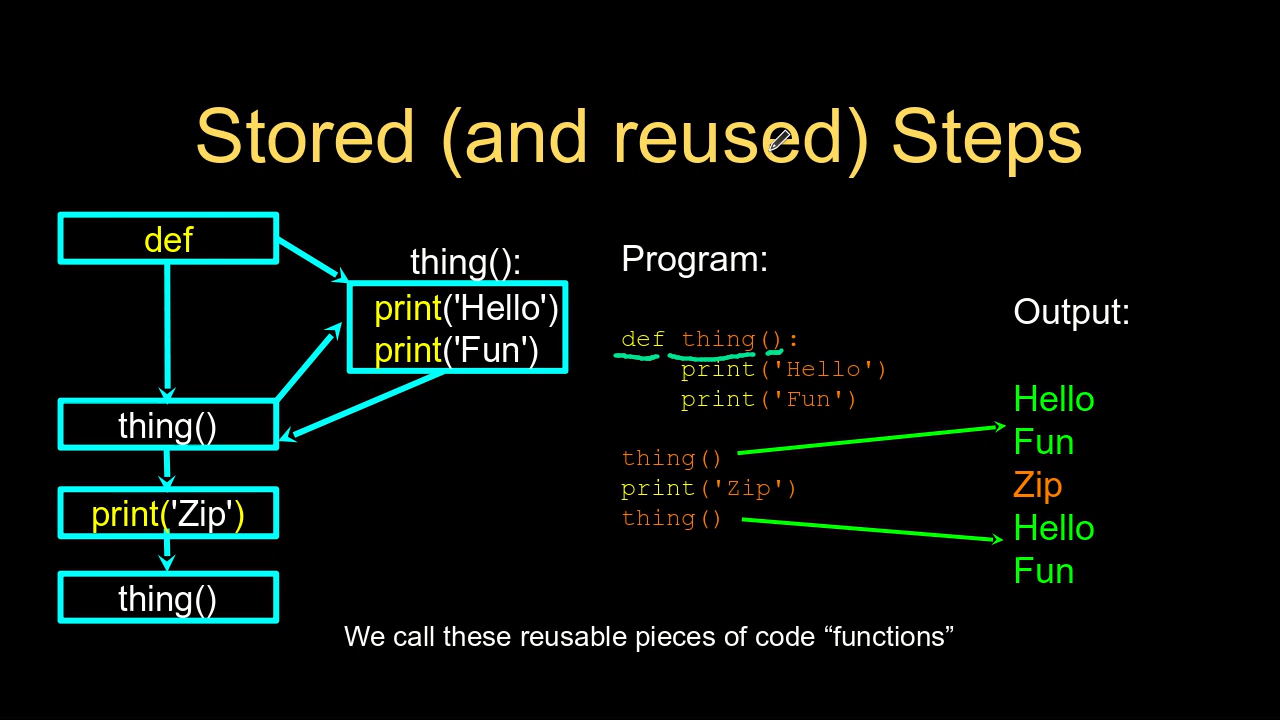 Stored (and reused) Steps
def
thing():
print('Hello')
print('Fun')
thing()
print('Zip')
thing()
Program:
def thing():
    print('Hello')
    print('Fun')
thing()
print('Zip')
thing()
Output:
Hello
Fun
Zip
Hello
Fun
We call these reusable pieces of code “functions”